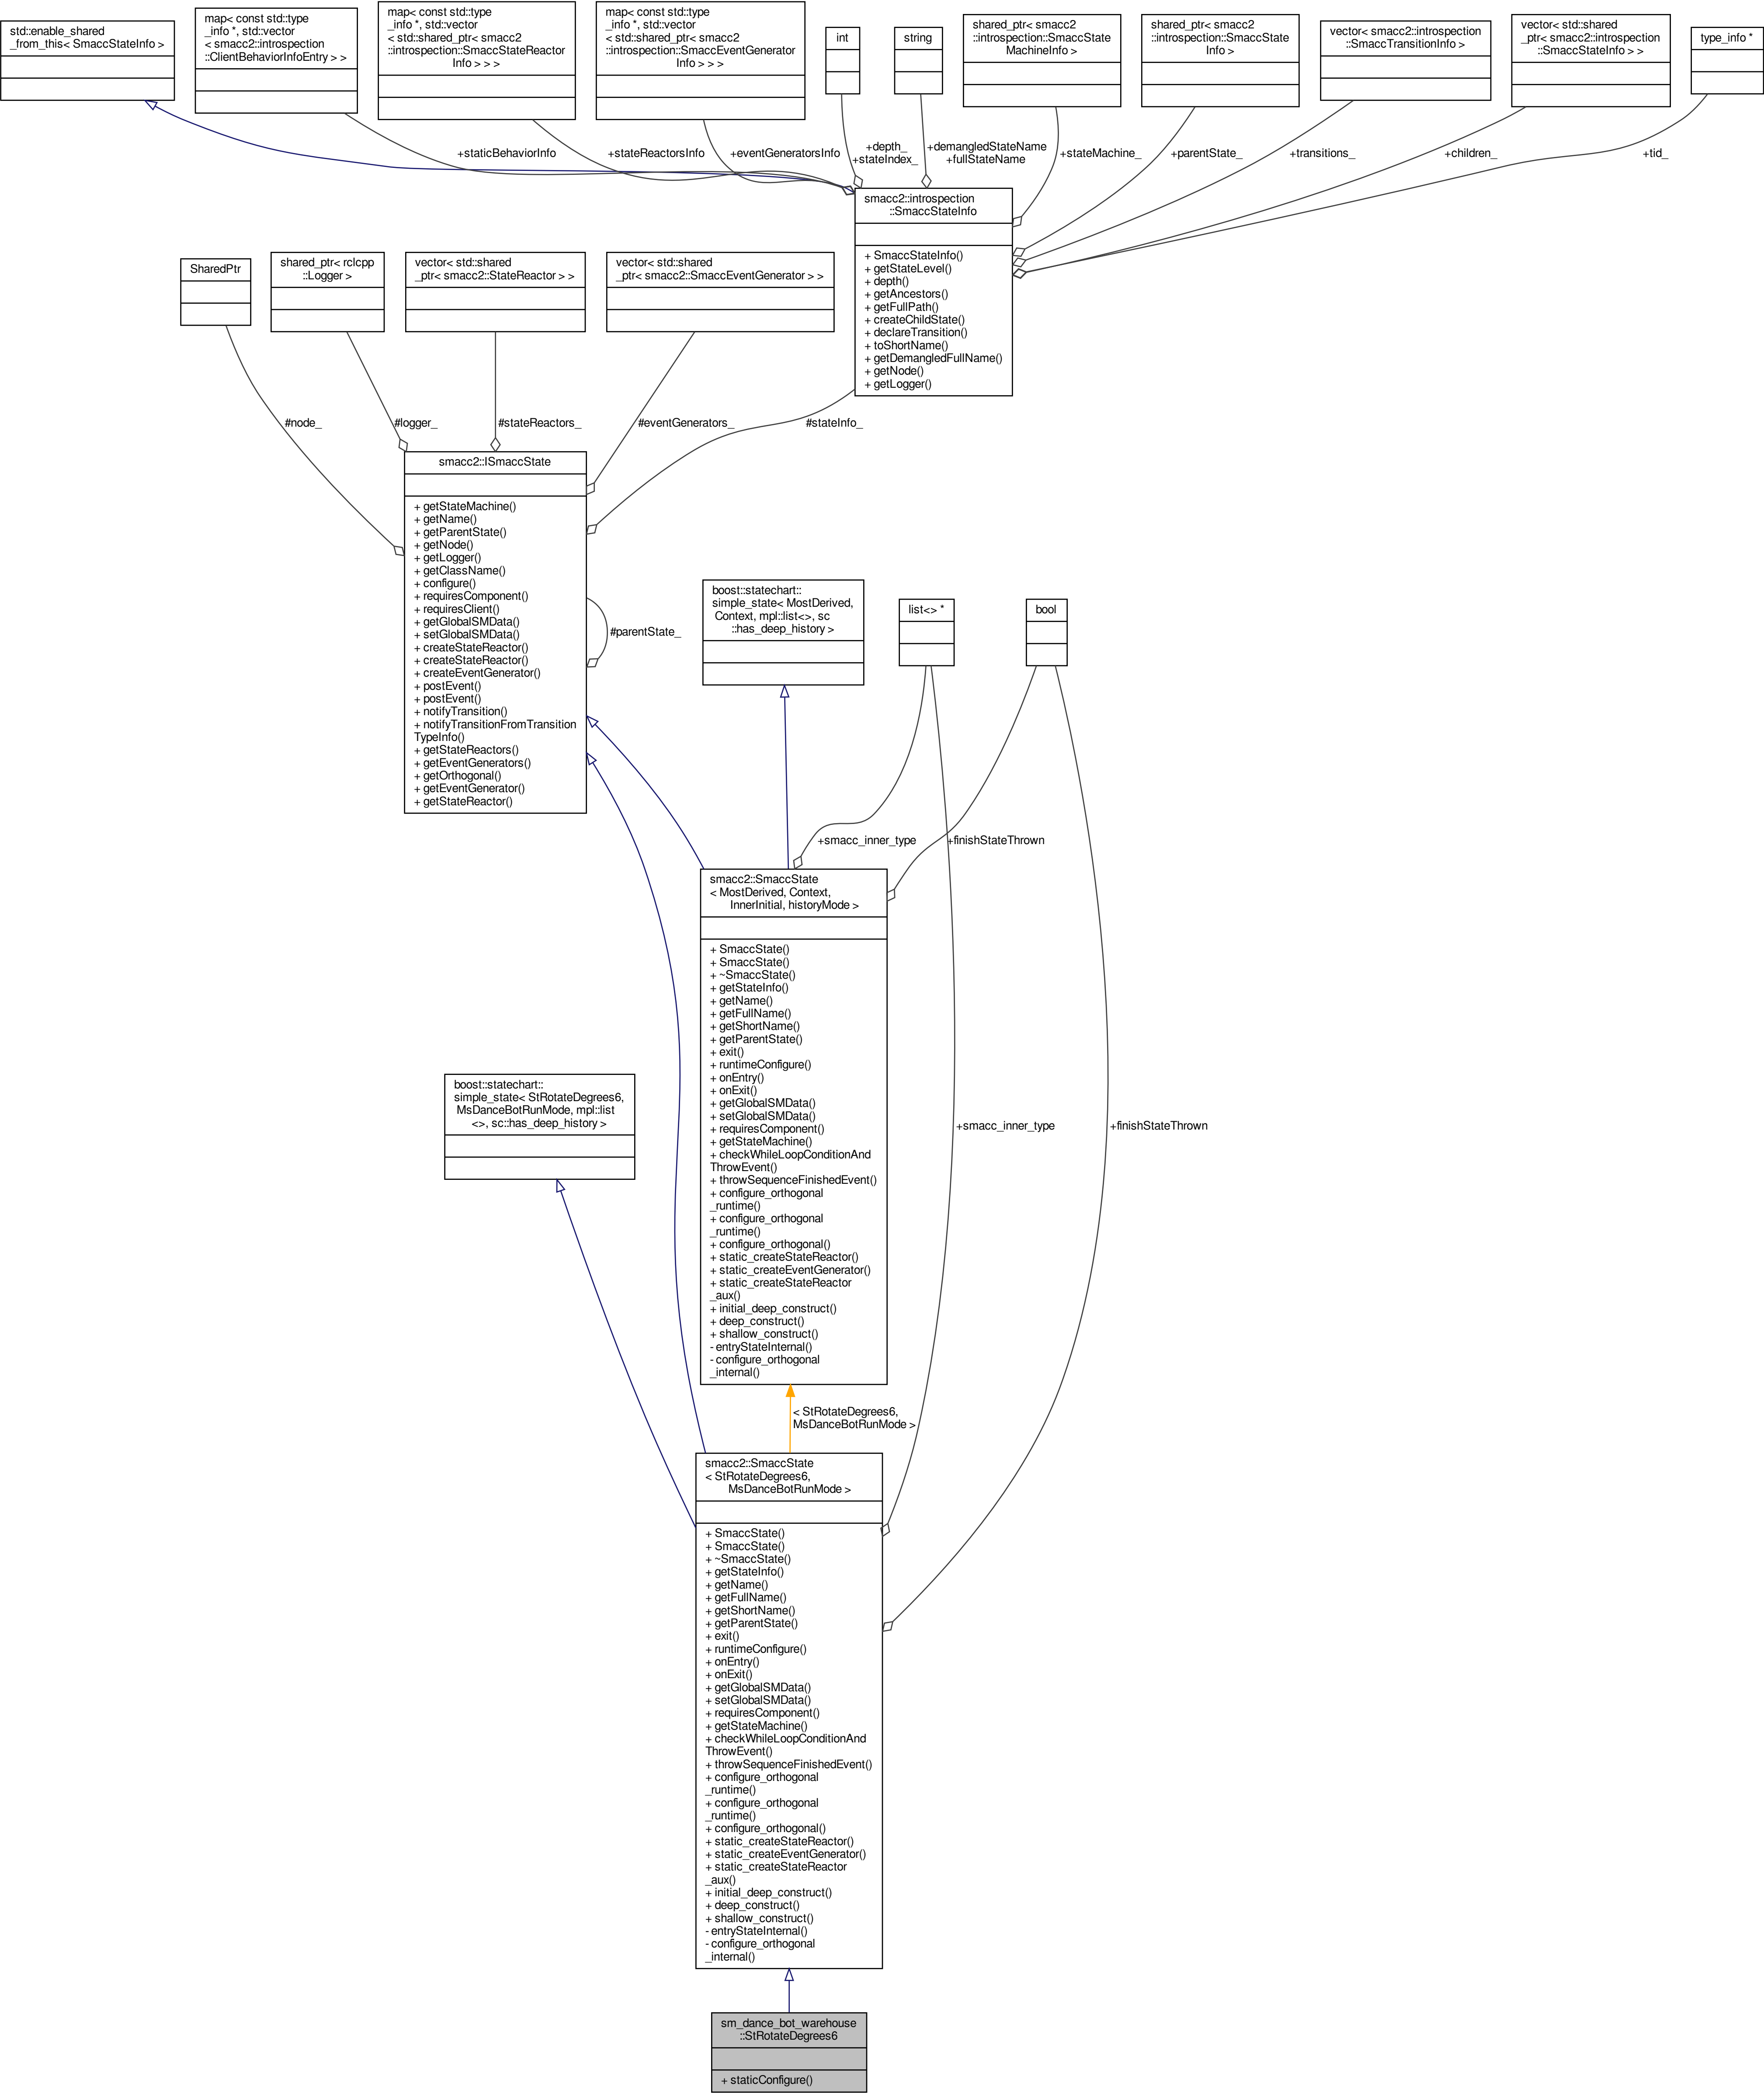 std::enable_shared
_from_this< SmaccStateInfo >
map< const std::type
_info *, std::vector
< smacc2::introspection
::ClientBehaviorInfoEntry > >
map< const std::type
_info *, std::vector
< std::shared_ptr< smacc2
::introspection::SmaccStateReactor
Info > > >
map< const std::type
_info *, std::vector
< std::shared_ptr< smacc2
::introspection::SmaccEventGenerator
Info > > >
int
string
shared_ptr< smacc2
::introspection::SmaccState
MachineInfo >
shared_ptr< smacc2
::introspection::SmaccState
Info >
vector< smacc2::introspection
::SmaccTransitionInfo >
vector< std::shared
_ptr< smacc2::introspection
::SmaccStateInfo > >
type_info *
+staticBehaviorInfo
+stateReactorsInfo
+eventGeneratorsInfo
+depth_
+stateIndex_
+demangledStateName
+fullStateName
+stateMachine_
+parentState_
+transitions_
+children_
+tid_
smacc2::introspection
::SmaccStateInfo
+ SmaccStateInfo()
+ getStateLevel()
+ depth()
+ getAncestors()
+ getFullPath()
+ createChildState()
+ declareTransition()
+ toShortName()
+ getDemangledFullName()
+ getNode()
+ getLogger()
SharedPtr
shared_ptr< rclcpp
::Logger >
vector< std::shared
_ptr< smacc2::StateReactor > >
vector< std::shared
_ptr< smacc2::SmaccEventGenerator > >
#node_
#logger_
#stateReactors_
#eventGenerators_
#stateInfo_
smacc2::ISmaccState
+ getStateMachine()
+ getName()
+ getParentState()
+ getNode()
+ getLogger()
+ getClassName()
+ configure()
+ requiresComponent()
+ requiresClient()
+ getGlobalSMData()
+ setGlobalSMData()
+ createStateReactor()
+ createStateReactor()
+ createEventGenerator()
+ postEvent()
+ postEvent()
+ notifyTransition()
+ notifyTransitionFromTransition
TypeInfo()
+ getStateReactors()
+ getEventGenerators()
+ getOrthogonal()
+ getEventGenerator()
+ getStateReactor()
#parentState_
boost::statechart::
simple_state< MostDerived,
Context, mpl::list<>, sc
::has_deep_history >
list<> *
bool
+smacc_inner_type
+finishStateThrown
smacc2::SmaccState
< MostDerived, Context,
InnerInitial, historyMode >
+ SmaccState()
+ SmaccState()
+ ~SmaccState()
+ getStateInfo()
+ getName()
+ getFullName()
+ getShortName()
+ getParentState()
+ exit()
+ runtimeConfigure()
+ onEntry()
+ onExit()
+ getGlobalSMData()
+ setGlobalSMData()
+ requiresComponent()
+ getStateMachine()
+ checkWhileLoopConditionAnd
ThrowEvent()
+ throwSequenceFinishedEvent()
+ configure_orthogonal
_runtime()
+ configure_orthogonal
_runtime()
+ configure_orthogonal()
+ static_createStateReactor()
+ static_createEventGenerator()
+ static_createStateReactor
_aux()
+ initial_deep_construct()
+ deep_construct()
+ shallow_construct()
- entryStateInternal()
- configure_orthogonal
_internal()
boost::statechart::
simple_state< StRotateDegrees6,
MsDanceBotRunMode, mpl::list
<>, sc::has_deep_history >
+smacc_inner_type
+finishStateThrown
< StRotateDegrees6,
MsDanceBotRunMode >
smacc2::SmaccState
< StRotateDegrees6,
MsDanceBotRunMode >
+ SmaccState()
+ SmaccState()
+ ~SmaccState()
+ getStateInfo()
+ getName()
+ getFullName()
+ getShortName()
+ getParentState()
+ exit()
+ runtimeConfigure()
+ onEntry()
+ onExit()
+ getGlobalSMData()
+ setGlobalSMData()
+ requiresComponent()
+ getStateMachine()
+ checkWhileLoopConditionAnd
ThrowEvent()
+ throwSequenceFinishedEvent()
+ configure_orthogonal
_runtime()
+ configure_orthogonal
_runtime()
+ configure_orthogonal()
+ static_createStateReactor()
+ static_createEventGenerator()
+ static_createStateReactor
_aux()
+ initial_deep_construct()
+ deep_construct()
+ shallow_construct()
- entryStateInternal()
- configure_orthogonal
_internal()
sm_dance_bot_warehouse
::StRotateDegrees6
+ staticConfigure()